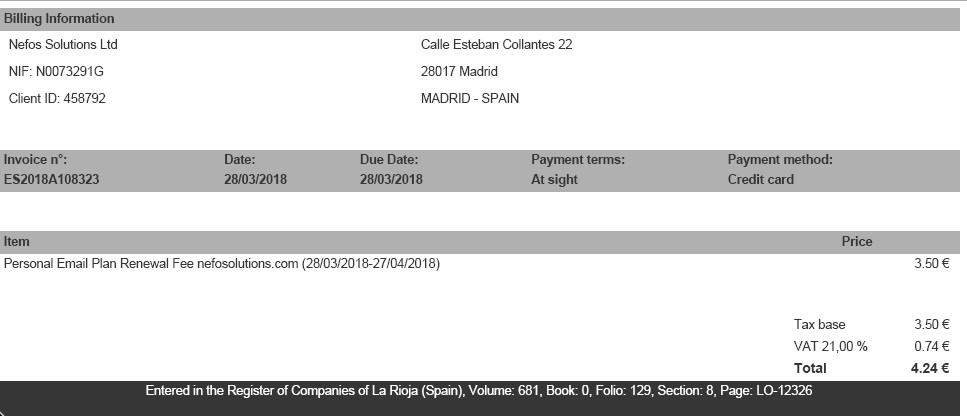 Billing Information
Nefos Solutions Ltd Calle Esteban Collantes 22
NIF: N0073291G 28017 Madrid
Client ID: 458792 MADRID - SPAIN
Invoice n°: Date: Due Date: Payment terms: Payment method:
ES2018A108323 28/03/2018 28/03/2018 At sight Credit card
Item Price
Personal Email Plan Renewal Fee nefosolutions.com (28/03/2018-27/04/2018) 3.50 €
Tax base 3.50 €
VAT 21,00 % 0.74 €
Total 4.24 €
Entered in the Register of Companies of La Rioja (Spain), Volume: 681, Book: 0, Folio: 129, Section: 8, Page: LO-12326